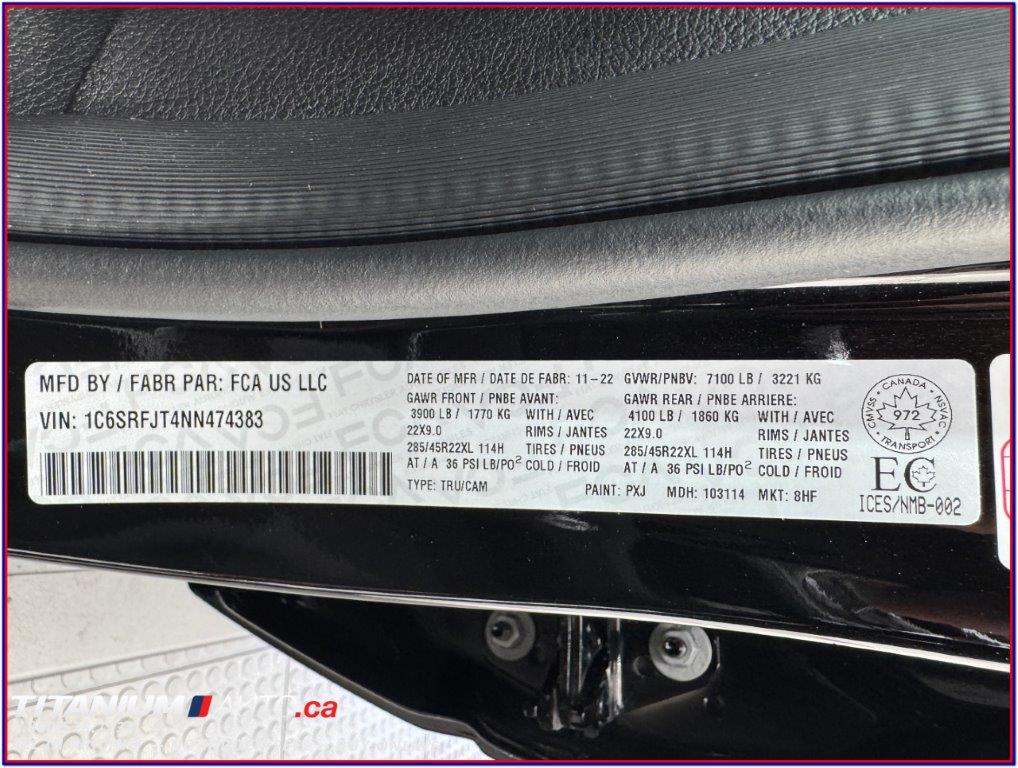 MFD BY / FABR PAR: FCA US LLC
VIN: 1C6SRFJT4NN474383
DATE OF MFR / DATE DE FABR: 11-22 GVWR/PNBV: 7100 LB / 3221 KG
GAWR FRONT / PNBE AVANT: GAWR REAR / PNBE ARRIERE:
3900 LB / 1770 KG WITH / AVEC 4100 LB / 1860 KG WITH / AVEC
22X9.0 RIMS / JANTES 22X9.0 RIMS / JANTES
285/45R22XL 114H TIRES / PNEUS 285/45R22XL 114H TIRES / PNEUS
AT / A 36 PSI LB/PO² COLD / FROID AT / A 36 PSI LB/PO² COLD / FROID
TYPE: TRU/CAM PAINT: PXJ MDH: 103114 MKT: 8HF
CANADA
CMVSS 972 NSVAC
TRANSPORT
EC
ICES/NMB-002
TITANIUM AUTO.ca